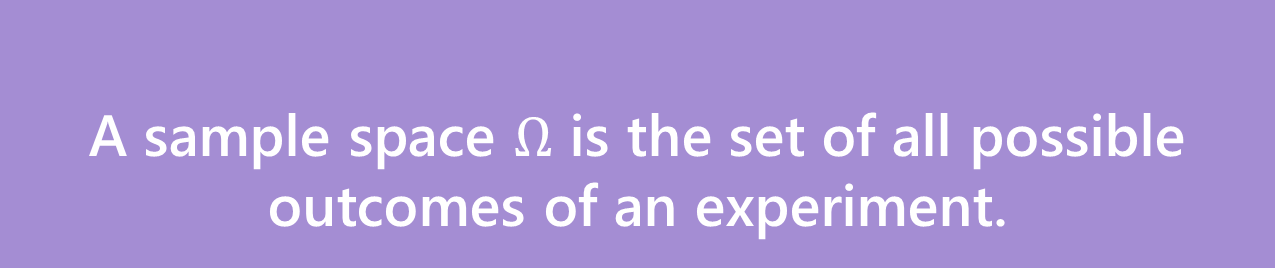 A sample space Ω is the set of all possible
outcomes of an experiment.